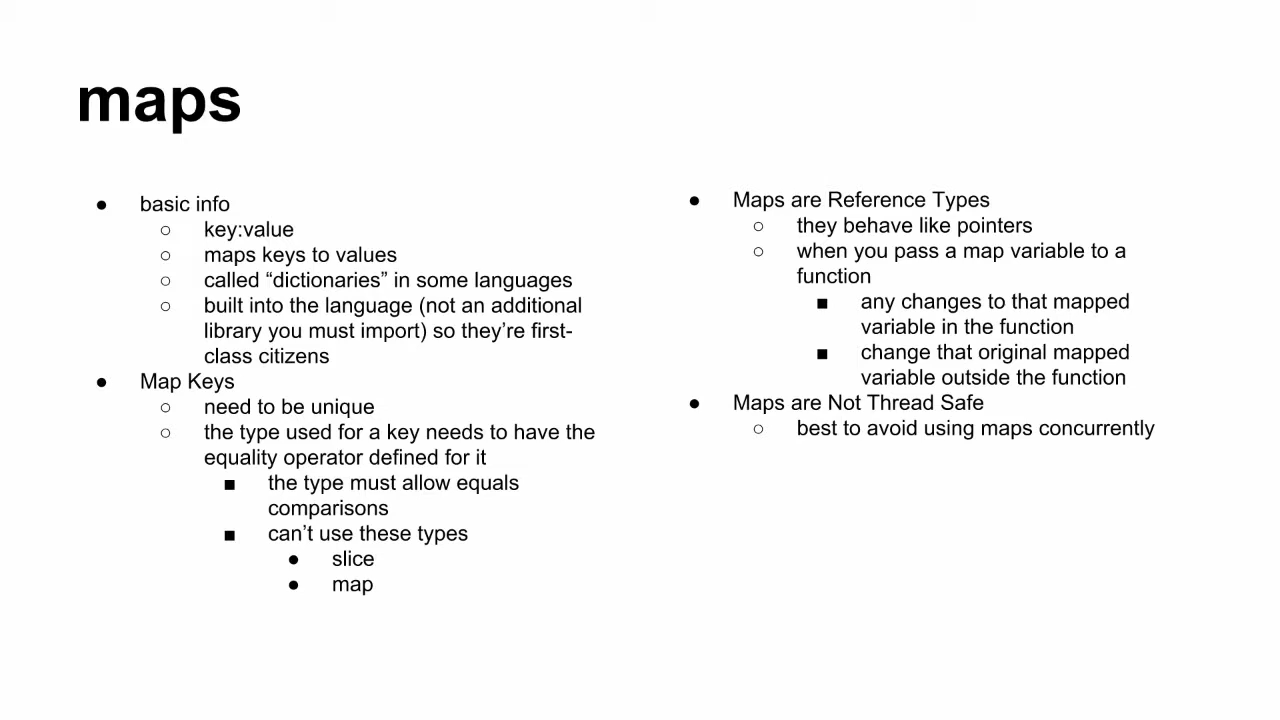 maps
● basic info
○ key:value
○ maps keys to values
○ called “dictionaries” in some languages
○ built into the language (not an additional
library you must import) so they’re first-
class citizens
● Map Keys
○ need to be unique
○ the type used for a key needs to have the
equality operator defined for it
■ the type must allow equals
comparisons
■ can’t use these types
● slice
● map
● Maps are Reference Types
○ they behave like pointers
○ when you pass a map variable to a
function
■ any changes to that mapped
variable in the function
■ change that original mapped
variable outside the function
● Maps are Not Thread Safe
○ best to avoid using maps concurrently